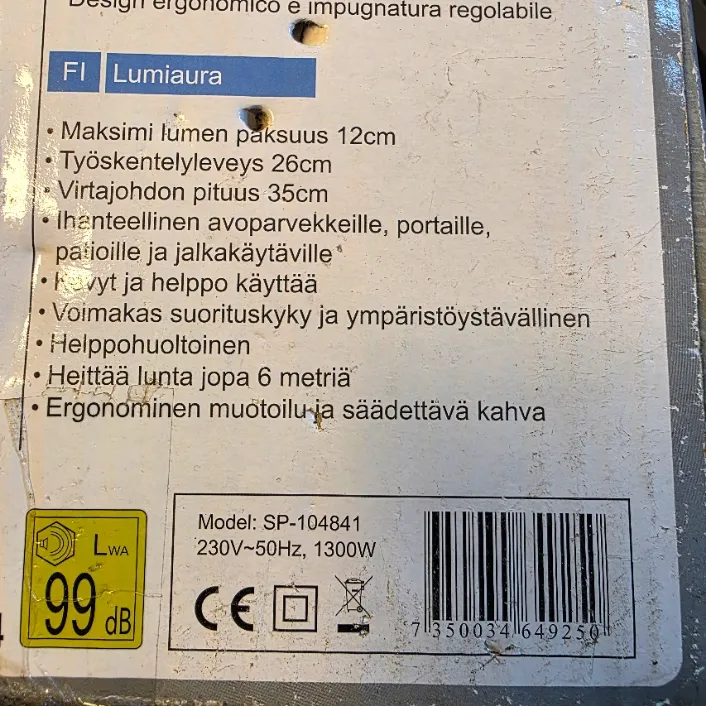 Design ergonomico e impugnatura regolabile
FI Lumiaura
• Maksimi lumen paksuus 12cm
• Työskentelyleveys 26cm
• Virtajohdon pituus 35cm
• Ihanteellinen avoparvekkeille, portaille,
patioille ja jalkakäytäville
• Kevyt ja helppo käyttää
• Voimakas suorituskyky ja ympäristöystävällinen
• Helppohuoltoinen
• Heittää lunta jopa 6 metriä
• Ergonominen muotoilu ja säädettävä kahva
Model: SP-104841
230V~50Hz, 1300W
CE
7 350034 649250
LWA
99 dB